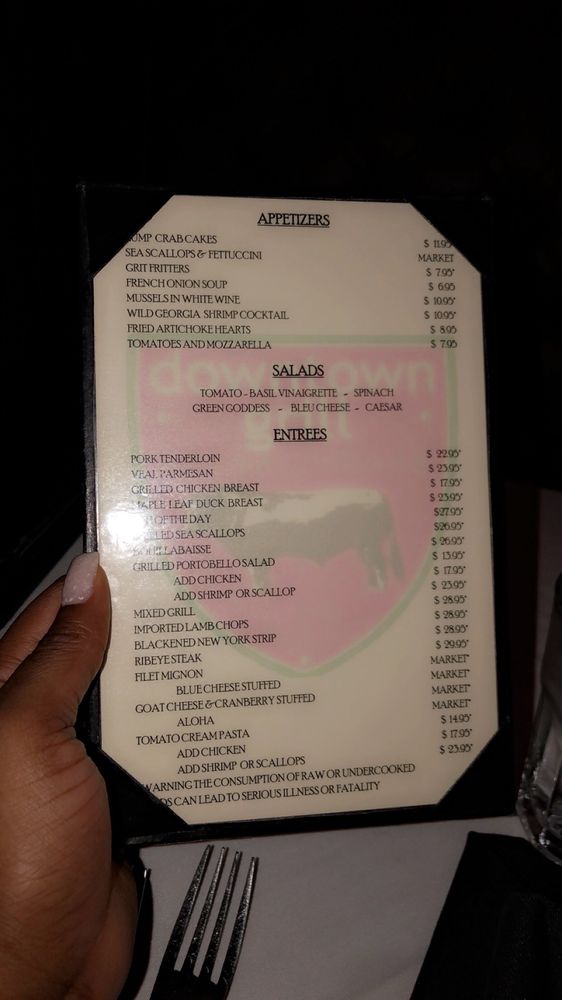 APPETIZERS
UMP CRAB CAKES $ 11.95
SEA SCALLOPS & FETTUCCINI MARKET
GRIT FRITTERS $ 7.95*
FRENCH ONION SOUP $ 6.95
MUSSELS IN WHITE WINE $ 10.95*
WILD GEORGIA SHRIMP COCKTAIL $ 10.95*
FRIED ARTICHOKE HEARTS $ 8.95
TOMATOES AND MOZZARELLA $ 7.95
SALADS
TOMATO - BASIL VINAIGRETTE - SPINACH
GREEN GODDESS - BLEU CHEESE - CAESAR
ENTREES
PORK TENDERLOIN $ 22.95*
VEAL PARMESAN $ 23.95*
GRILLED CHICKEN BREAST $ 17.95*
MAPLE LEAF DUCK BREAST $ 23.95*
OF THE DAY $27.95*
SEA SCALLOPS $26.95*
BOUILLABAISSE $ 26.95*
GRILLED PORTOBELLO SALAD $ 13.95*
ADD CHICKEN $ 17.95*
ADD SHRIMP OR SCALLOP $ 23.95*
MIXED GRILL $ 28.95*
IMPORTED LAMB CHOPS $ 28.95*
BLACKENED NEW YORK STRIP $ 28.95*
RIBEYE STEAK $ 29.95*
FILET MIGNON MARKET*
BLUE CHEESE STUFFED MARKET*
GOAT CHEESE & CRANBERRY STUFFED MARKET*
ALOHA MARKET*
TOMATO CREAM PASTA $ 14.95*
ADD CHICKEN $ 17.95*
ADD SHRIMP OR SCALLOPS $ 23.95*
WARNING THE CONSUMPTION OF RAW OR UNDERCOOKED
CAN LEAD TO SERIOUS ILLNESS OR FATALITY
downtown
grill